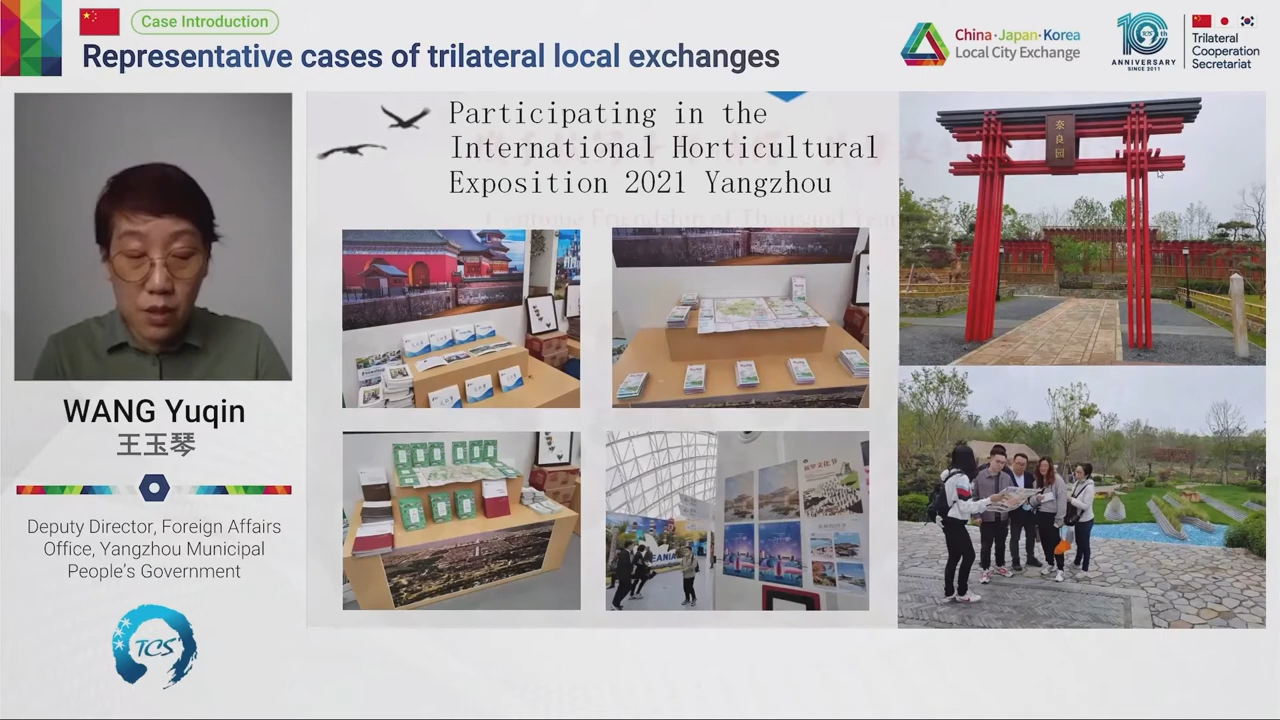 Case Introduction
Representative cases of trilateral local exchanges
China·Japan·Korea
Local City Exchange
10th
ANNIVERSARY
SINCE 2011
Trilateral
Cooperation
Secretariat
Participating in the
International Horticultural
Exposition 2021 Yangzhou
奈良园
WANG Yuqin
王玉琴
Deputy Director, Foreign Affairs
Office, Yangzhou Municipal
People's Government
TCS